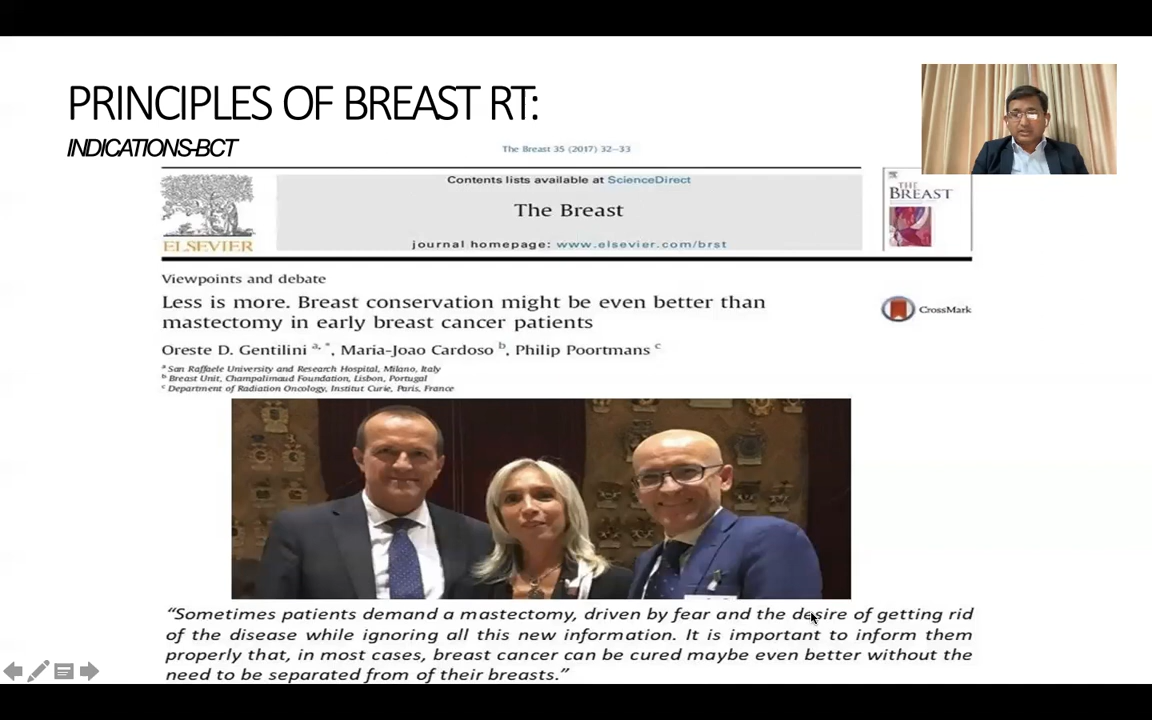 PRINCIPLES OF BREAST RT:
INDICATIONS-BCT
The Breast 35 (2017) 32–33
Contents lists available at ScienceDirect
The Breast
journal homepage: www.elsevier.com/brst
ELSEVIER
THE
BREAST
Viewpoints and debate
Less is more. Breast conservation might be even better than
mastectomy in early breast cancer patients
CrossMark
Oreste D. Gentilini a, *, Maria-Joao Cardoso b, Philip Poortmans c
a San Raffaele University and Research Hospital, Milano, Italy
b Breast Unit, Champalimaud Foundation, Lisbon, Portugal
c Department of Radiation Oncology, Institut Curie, Paris, France
“Sometimes patients demand a mastectomy, driven by fear and the desire of getting rid
of the disease while ignoring all this new information. It is important to inform them
properly that, in most cases, breast cancer can be cured maybe even better without the
need to be separated from of their breasts.”